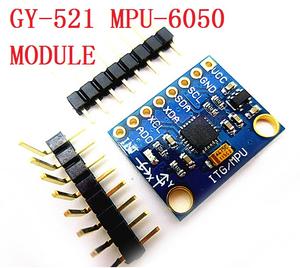 GY-521 MPU-6050
MODULE
VCC
GND
SCL
SDA
XDA
XCL
ADO
INT
ITG/MPU
X
Y